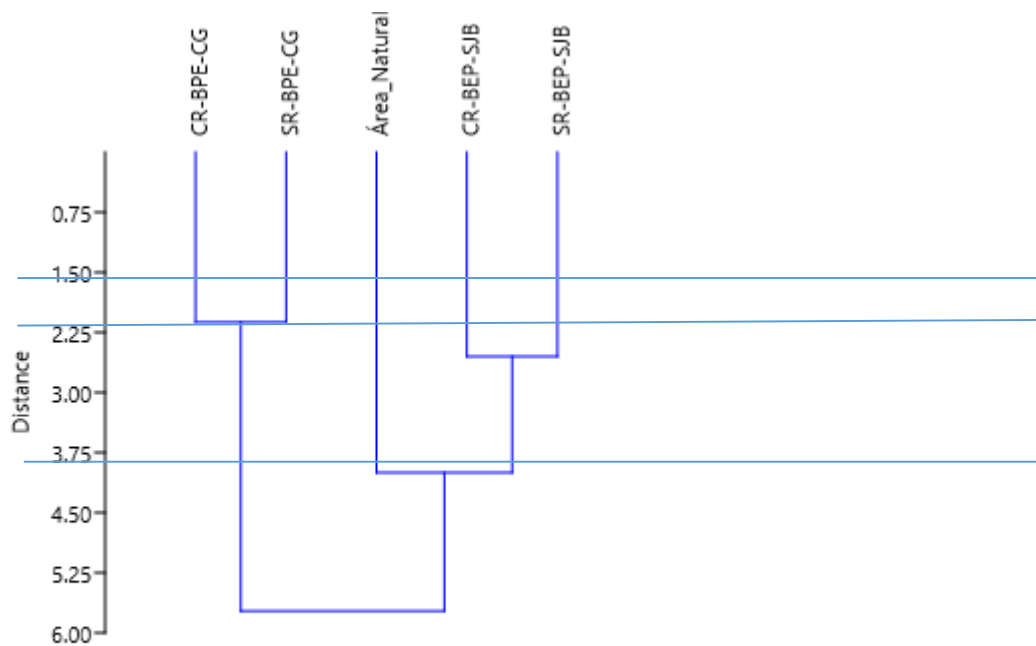 CR-BPE-CG
SR-BPE-CG
Área_Natural
CR-BEP-SJB
SR-BEP-SJB
0.75
1.50
2.25
3.00
3.75
4.50
5.25
6.00
Distance